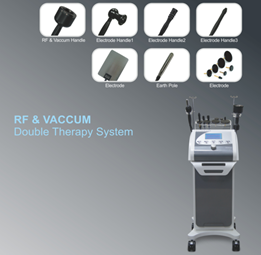 RF & Vaccum Handle
Electrode Handle1
Electrode Handle2
Electrode Handle3
Electrode
Earth Pole
Electrode
RF & VACCUM
Double Therapy System